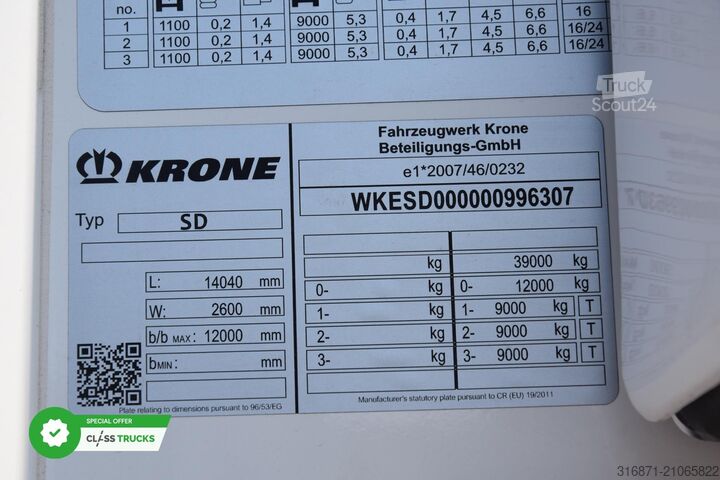 no.
1 1100 0,2 1,4 9000 5,3 0,4 1,7 4,5 6,6 16
2 1100 0,2 1,4 9000 5,3 0,4 1,7 4,5 6,6 16/24
3 1100 0,2 1,4 9000 5,3 0,4 1,7 4,5 6,6 16/24
Truck
Scout24
KRONE
Typ SD
L: 14040 mm
W: 2600 mm
b/b MAX: 12000 mm
bMIN: mm
Plate relating to dimensions pursuant to 96/53/EG
Fahrzeugwerk Krone
Beteiligungs-GmbH
e1*2007/46/0232
WKESD000000996307
kg 39000 kg
0- kg 0- 12000 kg
1- kg 1- 9000 kg T
2- kg 2- 9000 kg T
3- kg 3- 9000 kg T
Manufacturer's statutory plate pursuant to CR (EU) 19/2011
SPECIAL OFFER
CLASS TRUCKS
316871-21065822